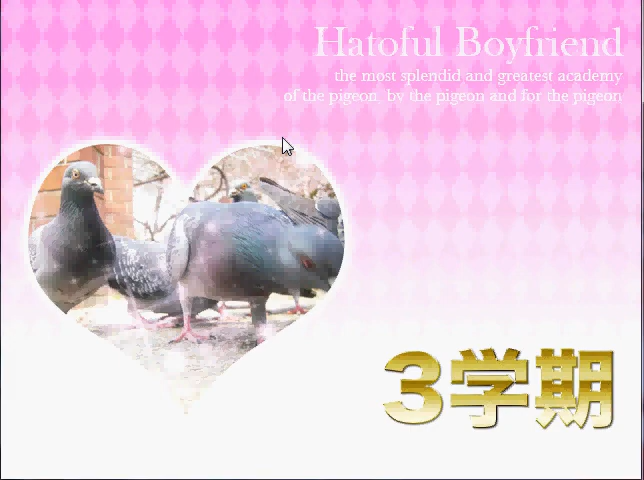 Hatoful Boyfriend
the most splendid and greatest academy
of the pigeon, by the pigeon and for the pigeon
3学期